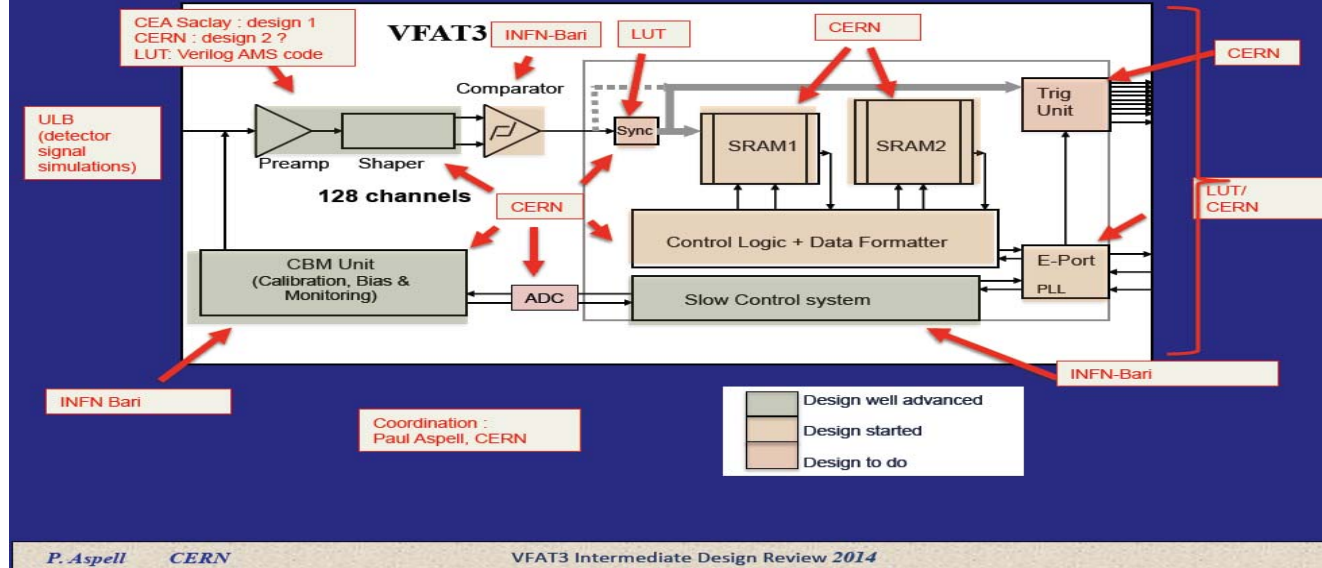 CEA Saclay : design 1
CERN : design 2 ?
LUT: Verilog AMS code
VFAT3
INFN-Bari
LUT
CERN
CERN
Comparator
Trig
Unit
ULB
(detector
signal
simulations)
Sync
SRAM1
SRAM2
Preamp
Shaper
128 channels
CERN
LUT/
CERN
Control Logic + Data Formatter
CBM Unit
(Calibration, Bias &
Monitoring)
ADC
Slow Control system
E-Port
PLL
INFN Bari
INFN-Bari
Coordination :
Paul Aspell, CERN
Design well advanced
Design started
Design to do
P. Aspell CERN VFAT3 Intermediate Design Review 2014